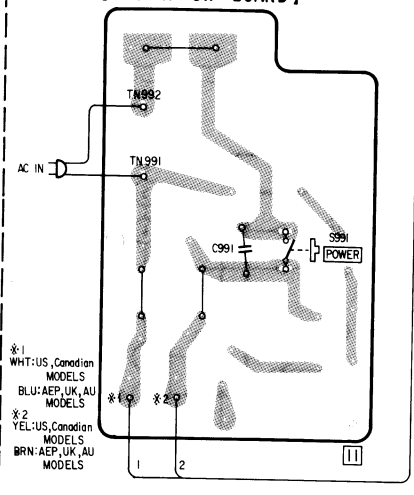 BOARD]
TN992
AC IN
TN991
C991
S991
POWER
※1
WHT:US,Canadian
MODELS
BLU:AEP,UK,AU
MODELS
※2
YEL:US,Canadian
MODELS
BRN:AEP,UK,AU
MODELS
※1
※2
1
2
11